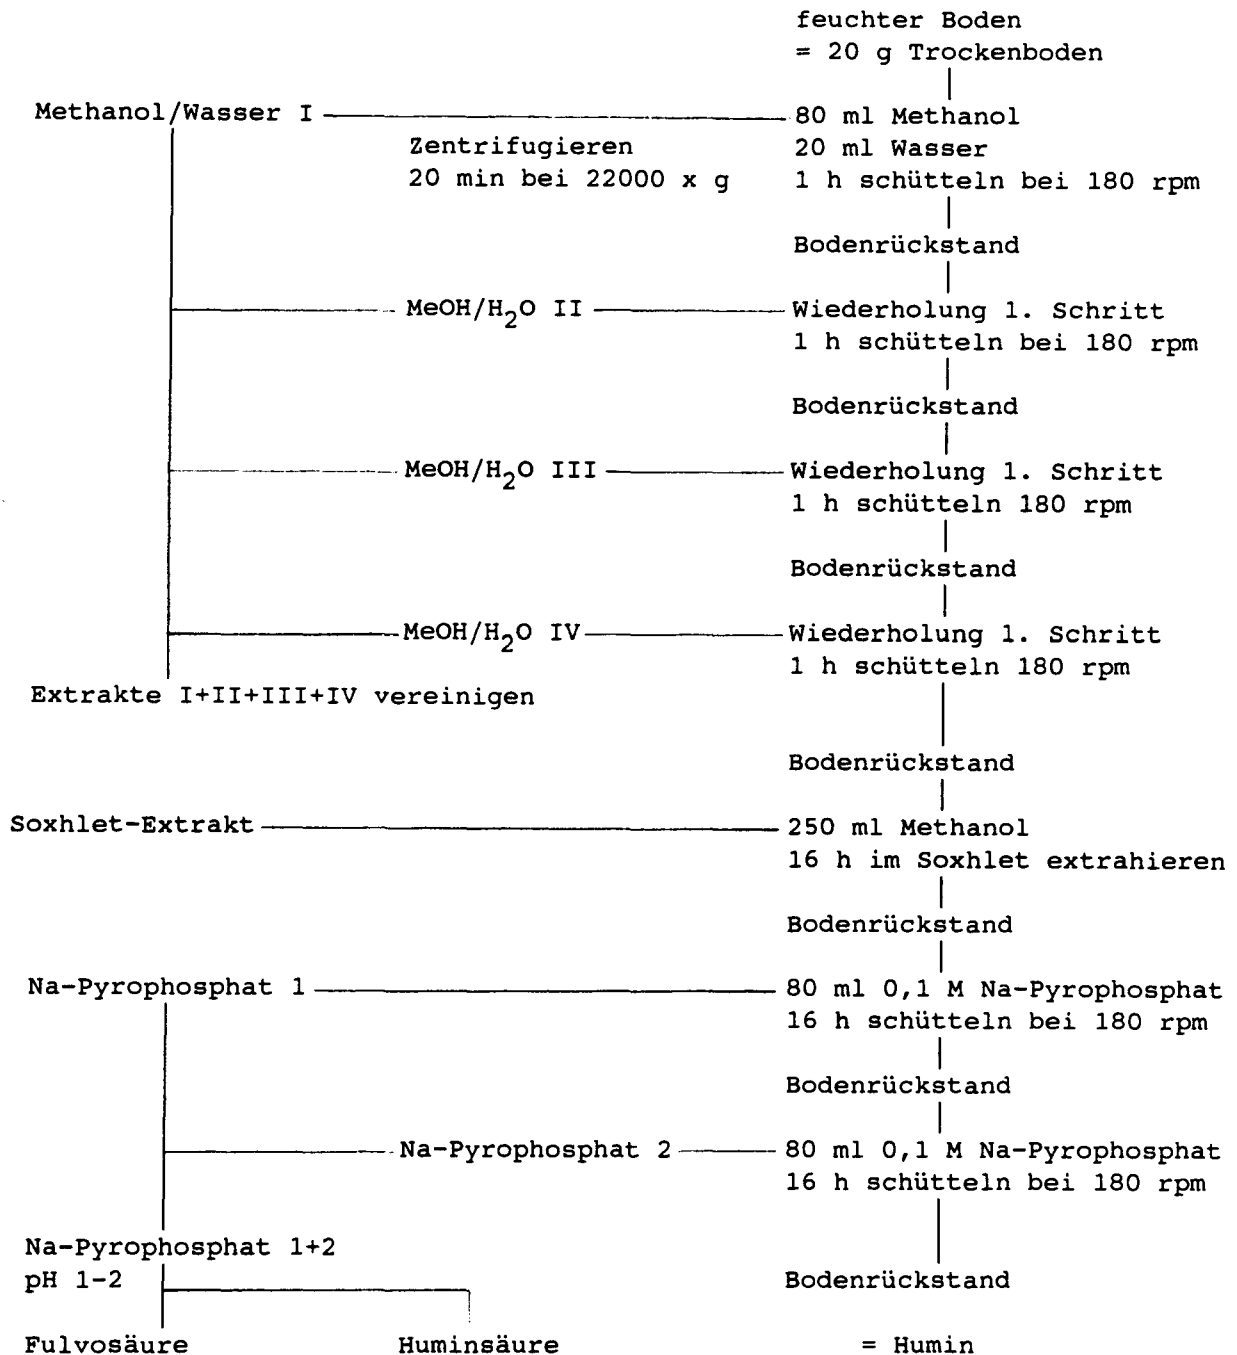 feuchter Boden
= 20 g Trockenboden
Methanol/Wasser I
80 ml Methanol
Zentrifugieren
20 ml Wasser
20 min bei 22000 x g
1 h schütteln bei 180 rpm
Bodenrückstand
MeOH/H₂O II
Wiederholung 1. Schritt
1 h schütteln bei 180 rpm
Bodenrückstand
MeOH/H₂O III
Wiederholung 1. Schritt
1 h schütteln 180 rpm
Bodenrückstand
MeOH/H₂O IV
Wiederholung 1. Schritt
1 h schütteln 180 rpm
Extrakte I+II+III+IV vereinigen
Bodenrückstand
Soxhlet-Extrakt
250 ml Methanol
16 h im Soxhlet extrahieren
Bodenrückstand
Na-Pyrophosphat 1
80 ml 0,1 M Na-Pyrophosphat
16 h schütteln bei 180 rpm
Bodenrückstand
Na-Pyrophosphat 2
80 ml 0,1 M Na-Pyrophosphat
16 h schütteln bei 180 rpm
Na-Pyrophosphat 1+2
pH 1-2
Bodenrückstand
Fulvosäure
Huminsäure
= Humin